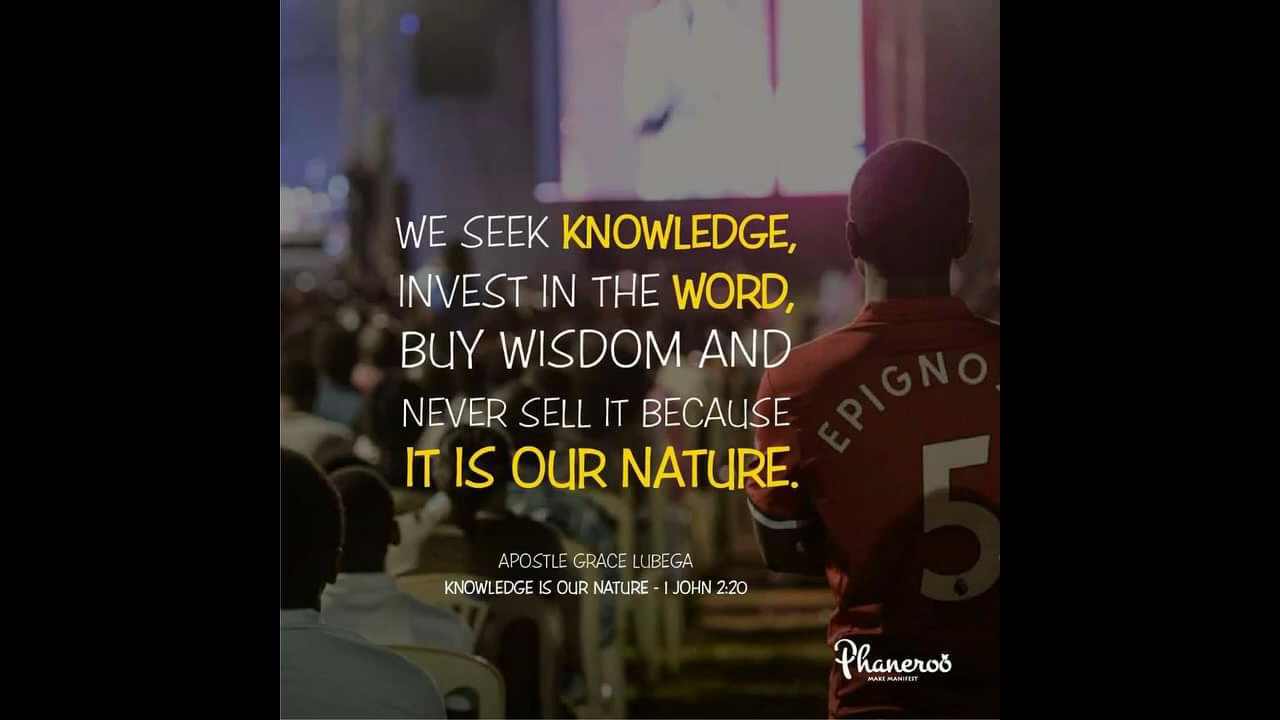 WE SEEK KNOWLEDGE,
INVEST IN THE WORD,
BUY WISDOM AND
NEVER SELL IT BECAUSE
IT IS OUR NATURE.
APOSTLE GRACE LUBEGA
KNOWLEDGE IS OUR NATURE - 1 JOHN 2:20
EPIGNO
5
Phaneroo
MAKE MANIFEST